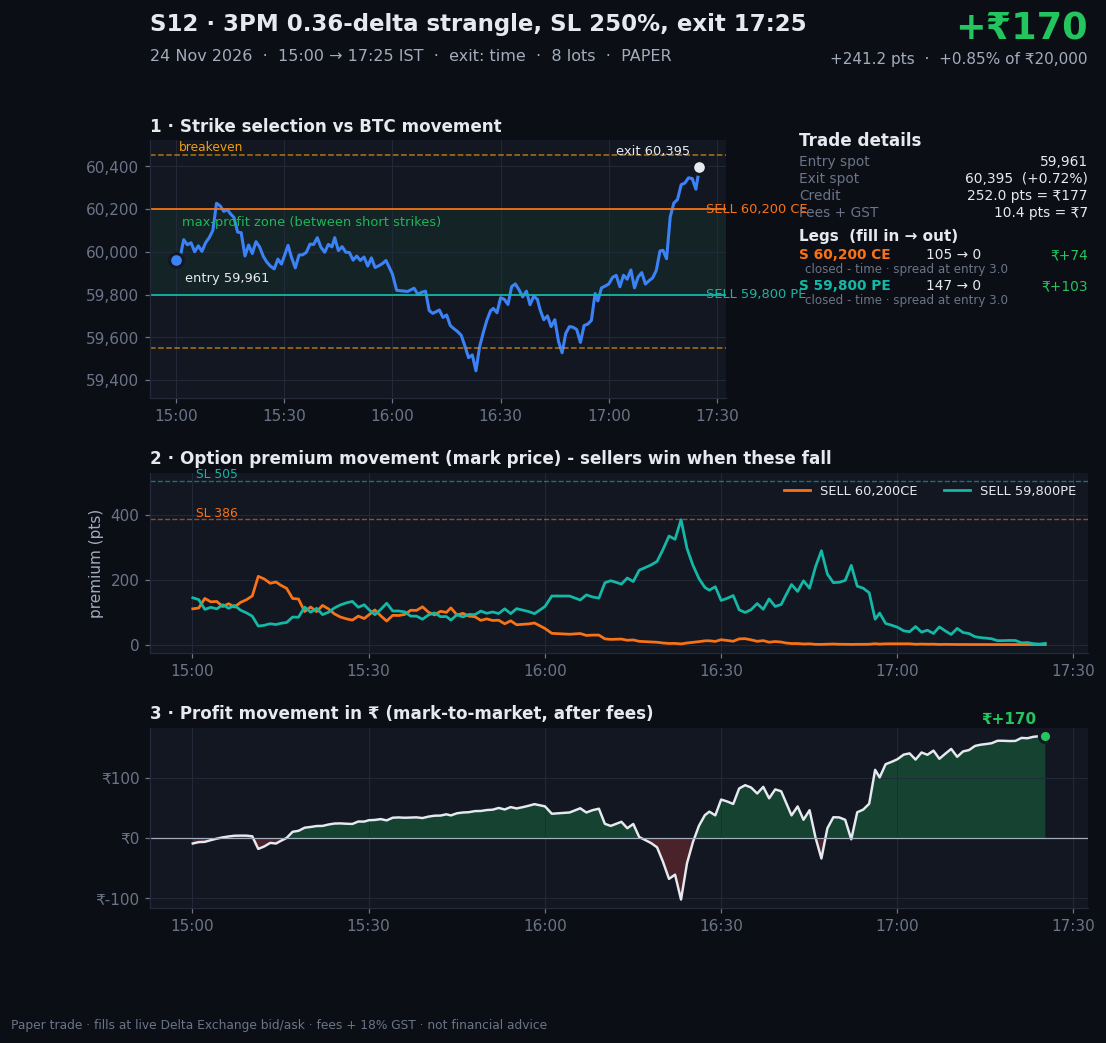 S12 · 3PM 0.36-delta strangle, SL 250%, exit 17:25
+₹170
24 Nov 2026 · 15:00 → 17:25 IST · exit: time · 8 lots · PAPER
+241.2 pts · +0.85% of ₹20,000
1 · Strike selection vs BTC movement
breakeven
exit 60,395
60,400
60,200
60,000
59,800
59,600
59,400
SELL 60,200 CE
max-profit zone (between short strikes)
entry 59,961
SELL 59,800 PE
15:00
15:30
16:00
16:30
17:00
17:30
Trade details
Entry spot 59,961
Exit spot 60,395 (+0.72%)
Credit 252.0 pts = ₹177
Fees + GST 10.4 pts = ₹7
Legs (fill in → out)
S 60,200 CE 105 → 0 ₹+74
closed - time · spread at entry 3.0
S 59,800 PE 147 → 0 ₹+103
closed - time · spread at entry 3.0
2 · Option premium movement (mark price) - sellers win when these fall
SL 505
SELL 60,200CE
SELL 59,800PE
SL 386
premium (pts)
400
200
0
15:00
15:30
16:00
16:30
17:00
17:30
3 · Profit movement in ₹ (mark-to-market, after fees)
₹+170
₹100
₹0
₹-100
15:00
15:30
16:00
16:30
17:00
17:30
Paper trade · fills at live Delta Exchange bid/ask · fees + 18% GST · not financial advice